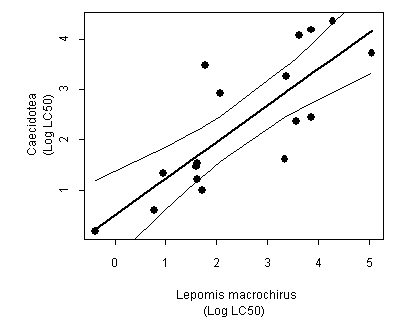 Caecidotea
(Log LC50)
4
3
2
1
0 1 2 3 4 5
Lepomis macrochirus
(Log LC50)